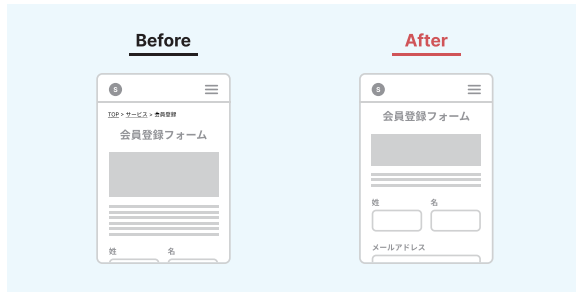 Before
After
S
TOP > サービス > 会員登録
会員登録フォーム
姓
名
S
会員登録フォーム
姓
名
メールアドレス